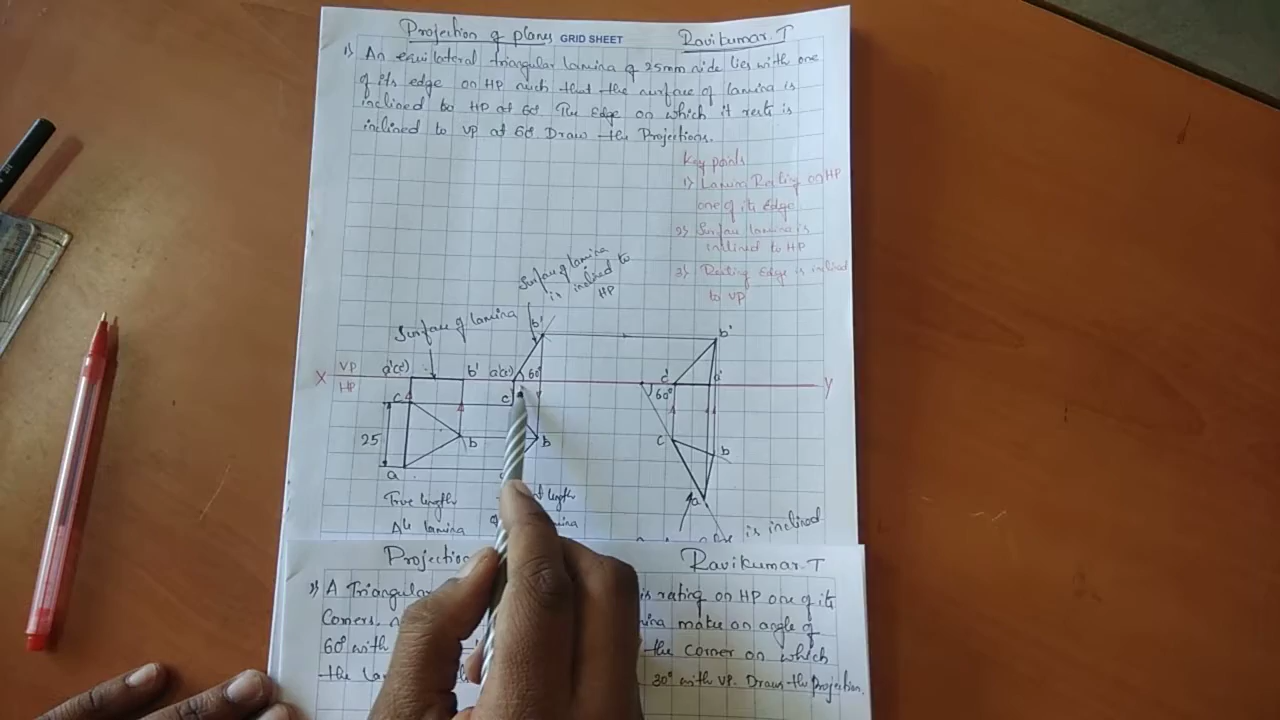 Projection of planes GRID SHEET Ravikumar.T
1) An equilateral triangular lamina of 25mm side lies with one
of its edge on HP such that the surface of lamina is
inclined to HP at 60° The Edge on which it rests is
inclined to VP at 60° Draw the Projections.
Key points
1) Lamina Resting on HP
one of its Edge
2) Surface lamina is
inclined to HP
3) Resting Edge is inclined
to VP
Surface of lamina
is inclined to
HP
Surface of lamina
b' b'
VP a'(c') b' a'(c') 60° c' a'
X HP Y
c c 60°
25 b b c b
a a
True length length
Δle lamina lamina is inclined
Projection Ravikumar.T
2) A Triangular is resting on HP one of its
Corners, make an angle of
60° with the corner on which
the 30° with VP. Draw the Projection.